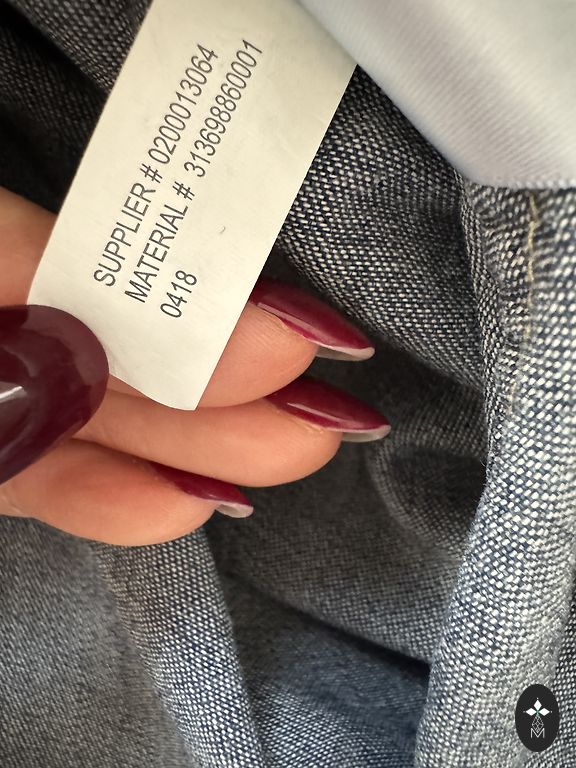 SUPPLIER # 0200013064
MATERIAL # 313698860001
0418
M